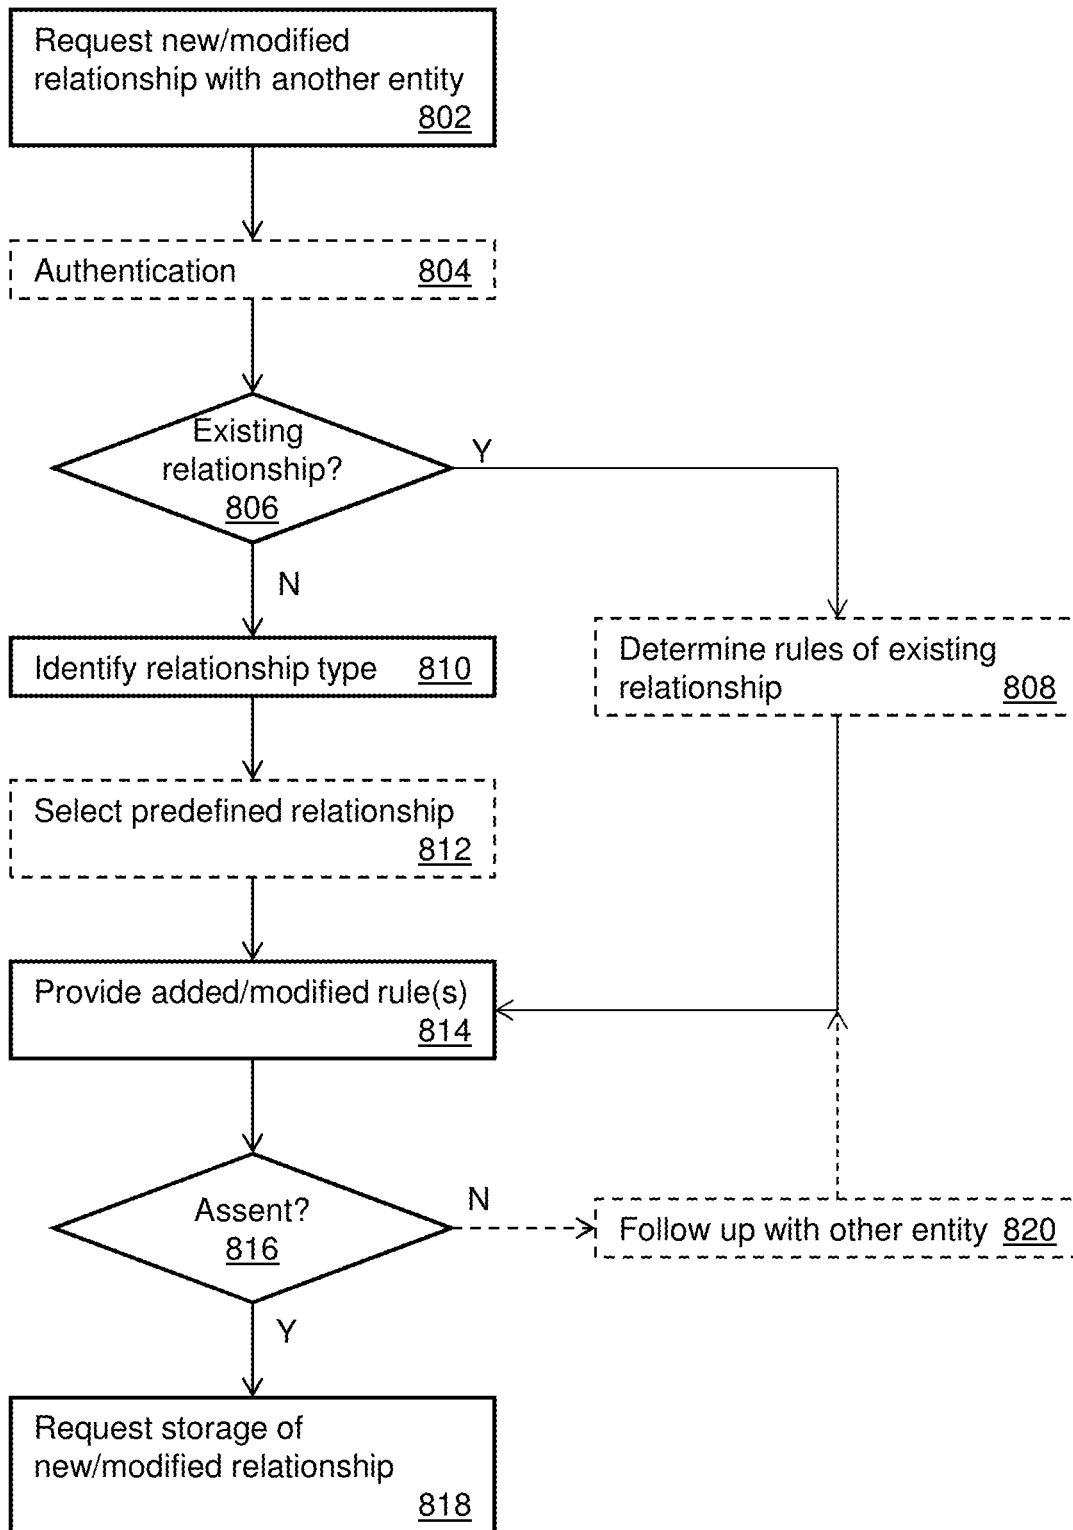 Request new/modified
relationship with another entity
802
Authentication 804
Existing
relationship?
806
Y
N
Determine rules of existing
relationship 808
Identify relationship type 810
Select predefined relationship
812
Provide added/modified rule(s)
814
Assent?
816
N
Follow up with other entity 820
Y
Request storage of
new/modified relationship
818